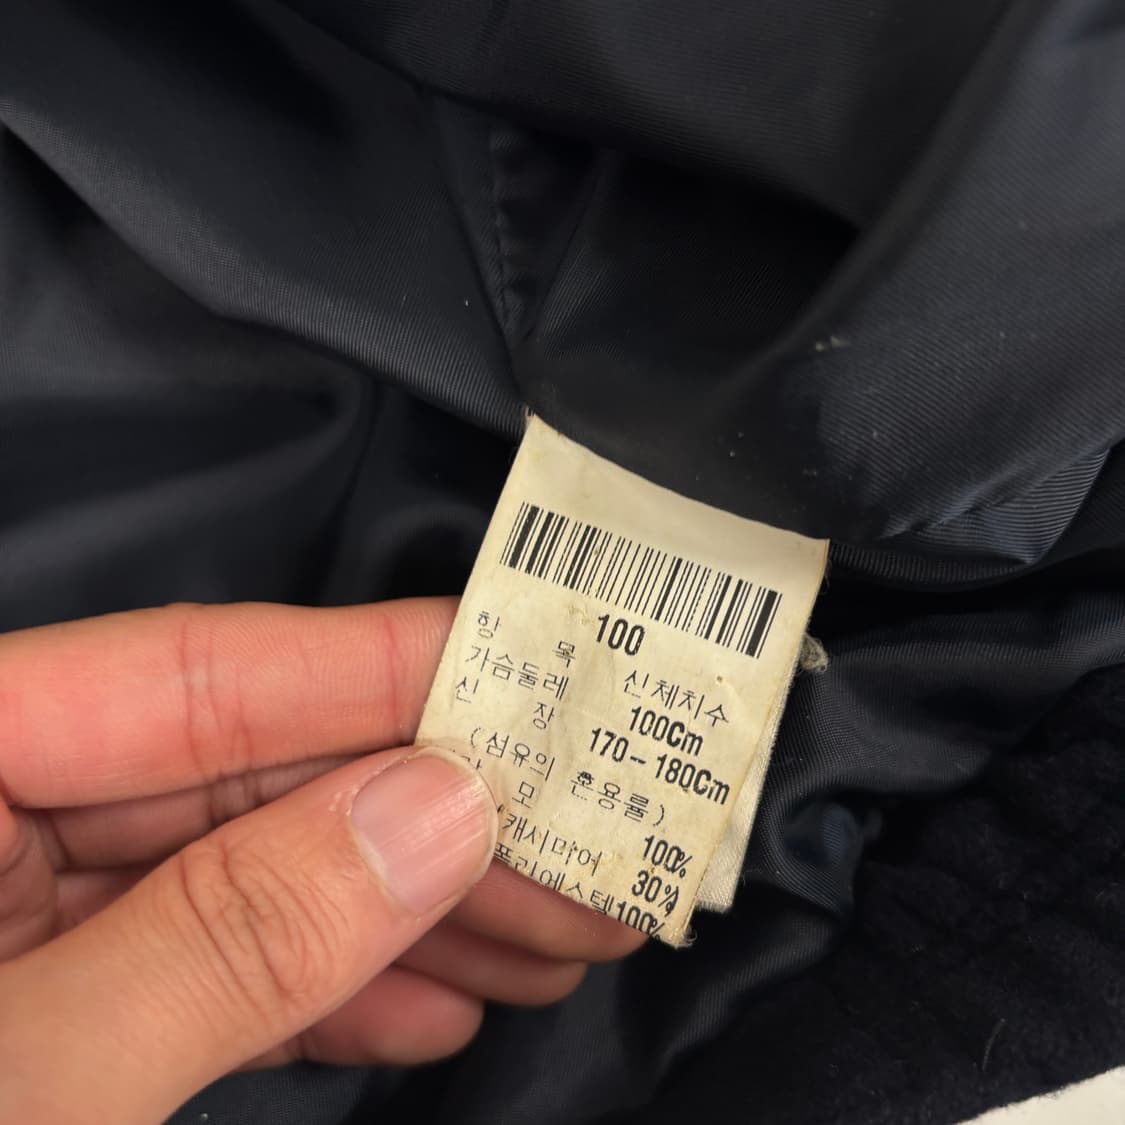 100
항 목 신체치수
가슴둘레 100Cm
신 장 170-180Cm
(섬유의 혼용률)
모 100%
(캐시미어 30%)
폴리에스텔100%